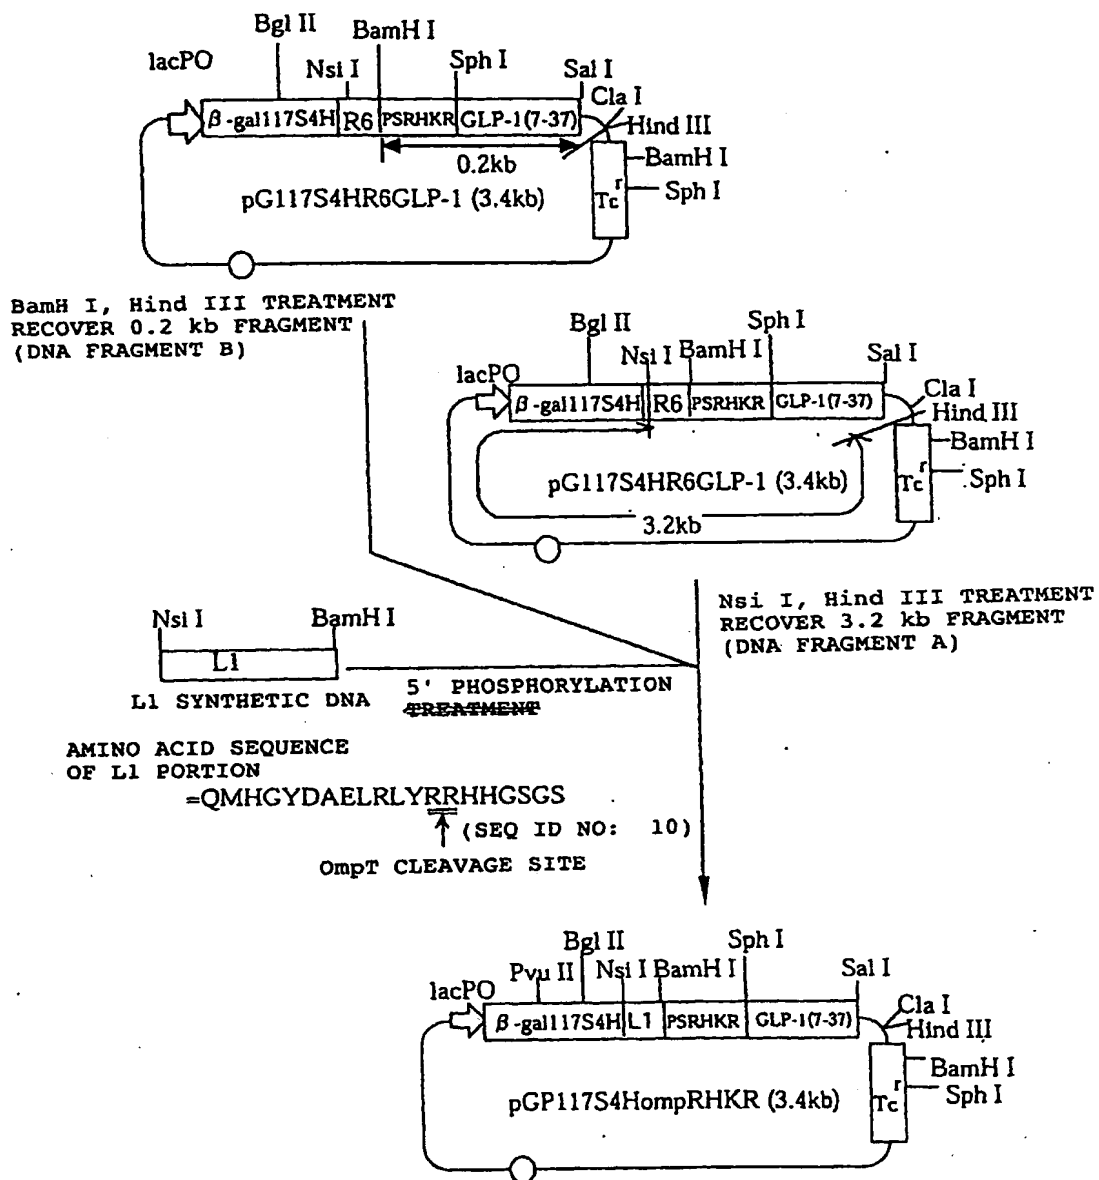 Bgl II
BamH I
lacPO
Nsi I
Sph I
Sal I
Cla I
Hind III
BamH I
Sph I
β-gal117S4H
R6
PSRHKR
GLP-1(7-37)
0.2kb
Tc r
pG117S4HR6GLP-1 (3.4kb)
BamH I, Hind III TREATMENT
RECOVER 0.2 kb FRAGMENT
(DNA FRAGMENT B)
Bgl II
Sph I
Nsi I
BamH I
Sal I
lacPO
Cla I
Hind III
BamH I
Sph I
β-gal117S4H
R6
PSRHKR
GLP-1(7-37)
Tc r
pG117S4HR6GLP-1 (3.4kb)
3.2kb
Nsi I, Hind III TREATMENT
RECOVER 3.2 kb FRAGMENT
(DNA FRAGMENT A)
Nsi I
BamH I
L1
L1 SYNTHETIC DNA
5' PHOSPHORYLATION
TREATMENT
AMINO ACID SEQUENCE
OF L1 PORTION
=QMHGYDAELRLYRRHHGSGS
(SEQ ID NO: 10)
OmpT CLEAVAGE SITE
Bgl II
Sph I
Pvu II
Nsi I
BamH I
Sal I
lacPO
Cla I
Hind III
BamH I
Sph I
β-gal117S4H
L1
PSRHKR
GLP-1(7-37)
Tc r
pGP117S4HompRHKR (3.4kb)